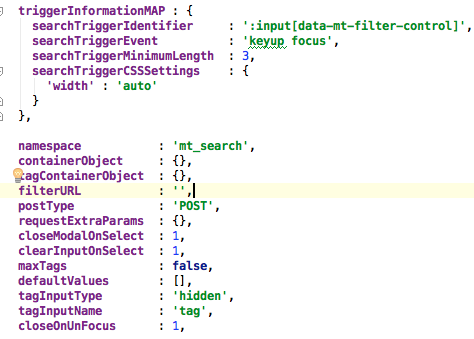 triggerInformationMAP : {
searchTriggerIdentifier : ':input[data-mt-filter-control]',
searchTriggerEvent : 'keyup focus',
searchTriggerMinimumLength : 3,
searchTriggerCSSSettings : {
'width' : 'auto'
}
},
namespace : 'mt_search',
containerObject : {},
tagContainerObject : {},
filterURL : '',
postType : 'POST',
requestExtraParams : {},
closeModalOnSelect : 1,
clearInputOnSelect : 1,
maxTags : false,
defaultValues : [],
tagInputType : 'hidden',
tagInputName : 'tag',
closeOnUnFocus : 1,